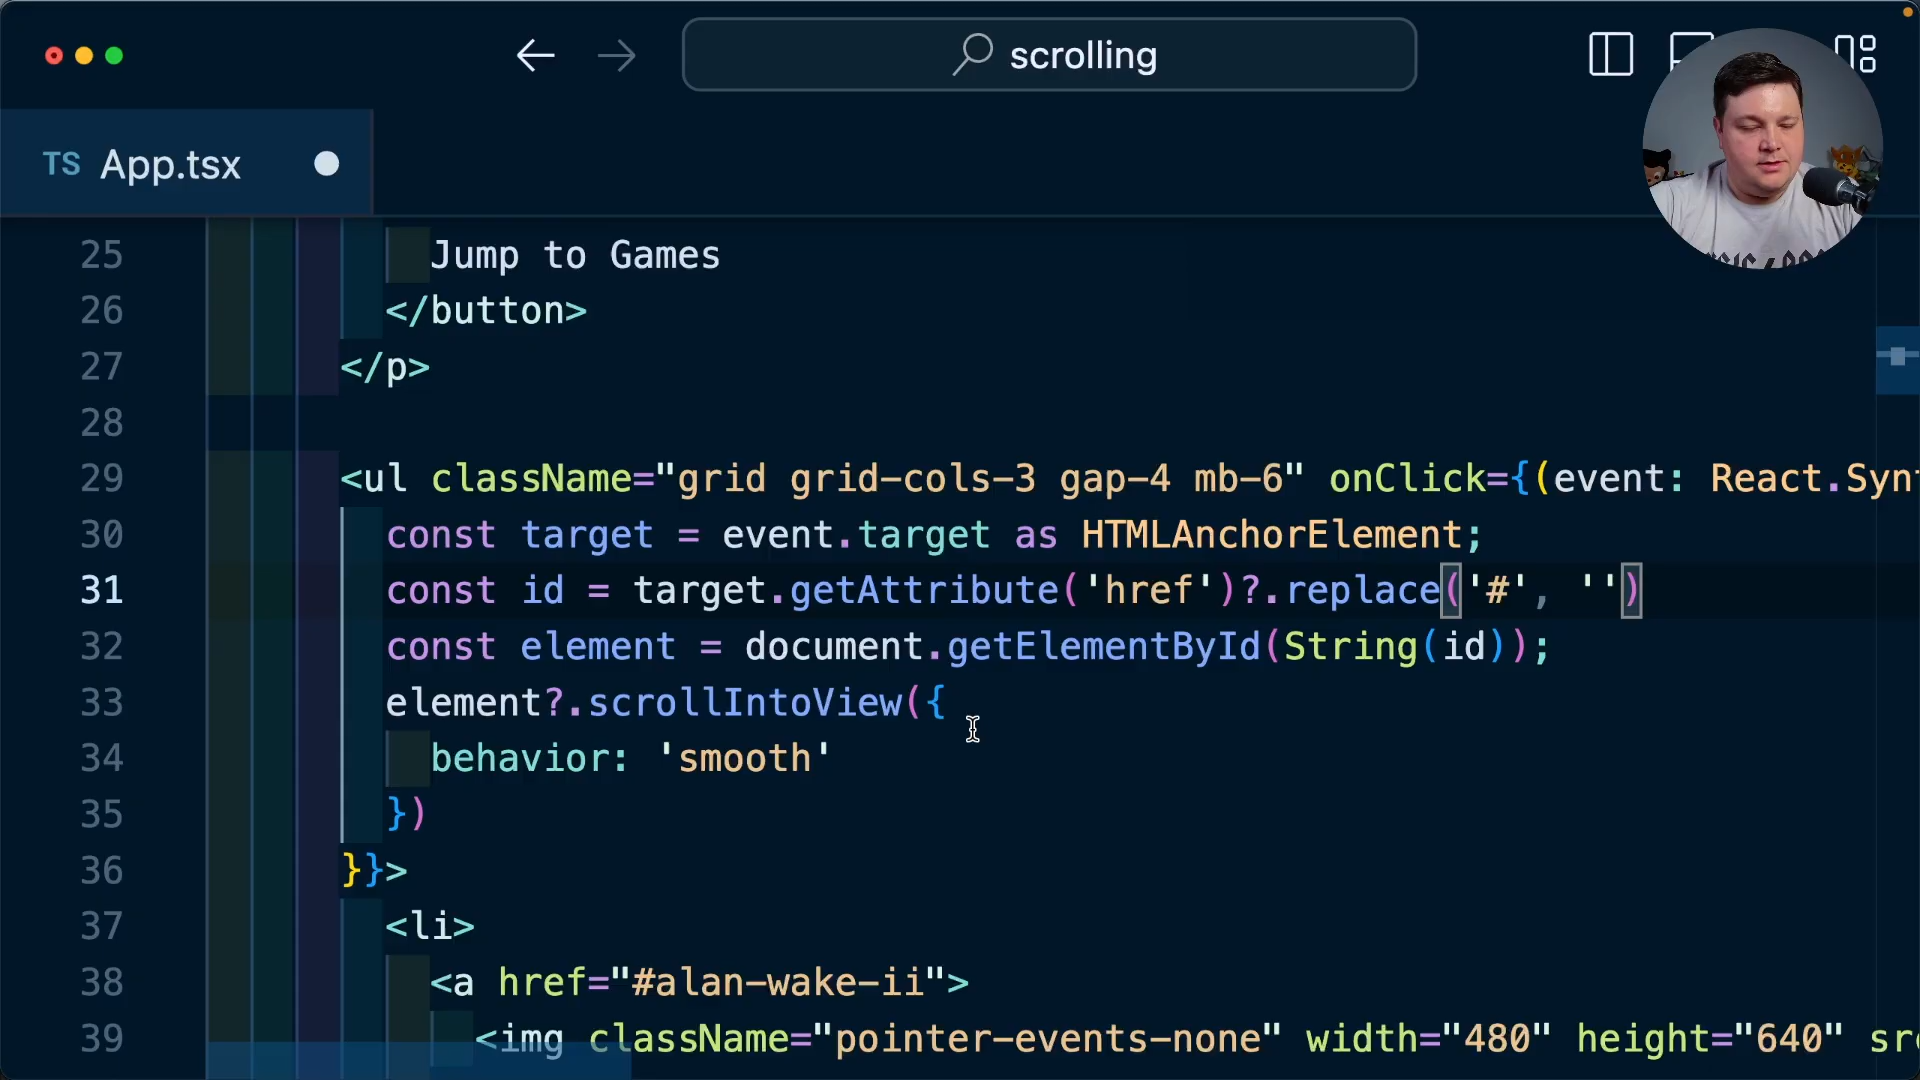 scrolling
TS App.tsx
25 Jump to Games
26 </button>
27 </p>
28
29 <ul className="grid grid-cols-3 gap-4 mb-6" onClick={(event: React.Synt
30 const target = event.target as HTMLAnchorElement;
31 const id = target.getAttribute('href')?.replace('#', '')
32 const element = document.getElementById(String(id));
33 element?.scrollIntoView({
34 behavior: 'smooth'
35 })
36 }}>
37 <li>
38 <a href="#alan-wake-ii">
39 <img className="pointer-events-none" width="480" height="640" src